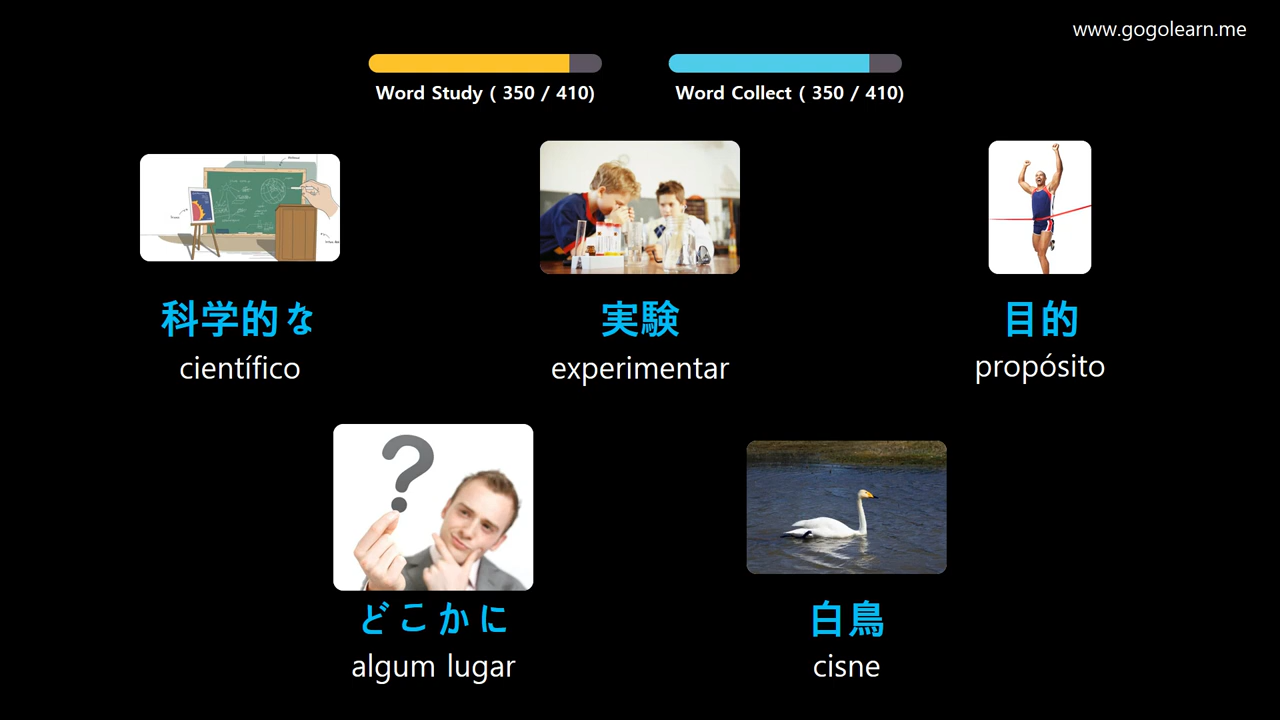 www.gogolearn.me
Word Study ( 350 / 410)
Word Collect ( 350 / 410)
科学的な
científico
実験
experimentar
目的
propósito
どこかに
algum lugar
白鳥
cisne